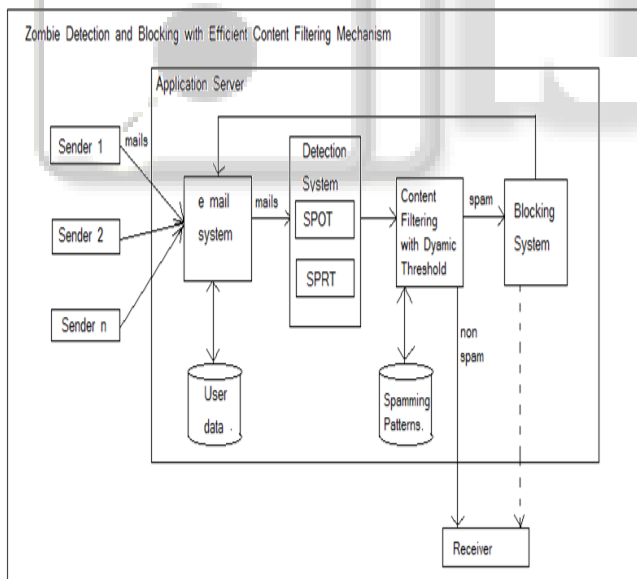 Zombie Detection and Blocking with Efficient Content Filtering Mechanism
Application Server
Sender 1
mails
Sender 2
Sender n
e mail
system
mails
Detection
System
SPOT
SPRT
Content
Filtering
with Dyamic
Threshold
spam
Blocking
System
non
spam
User
data .
Spamming
Patterns.
Receiver